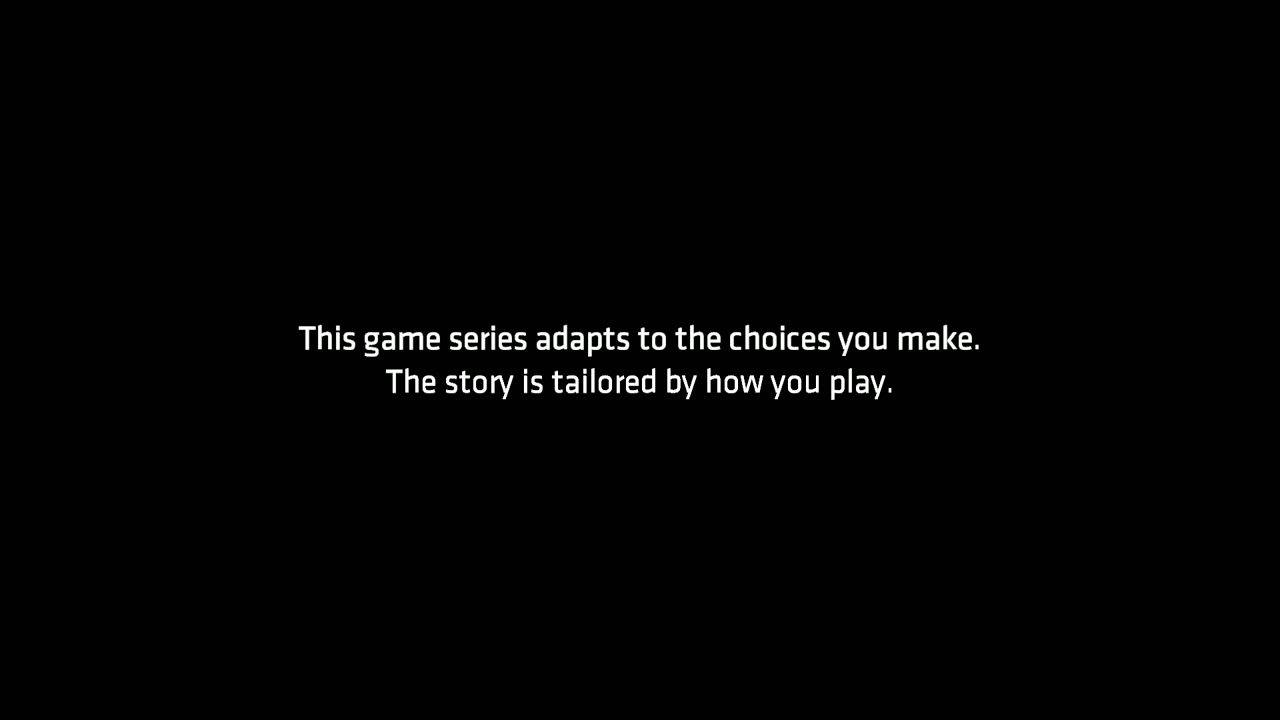 This game series adapts to the choices you make.
The story is tailored by how you play.